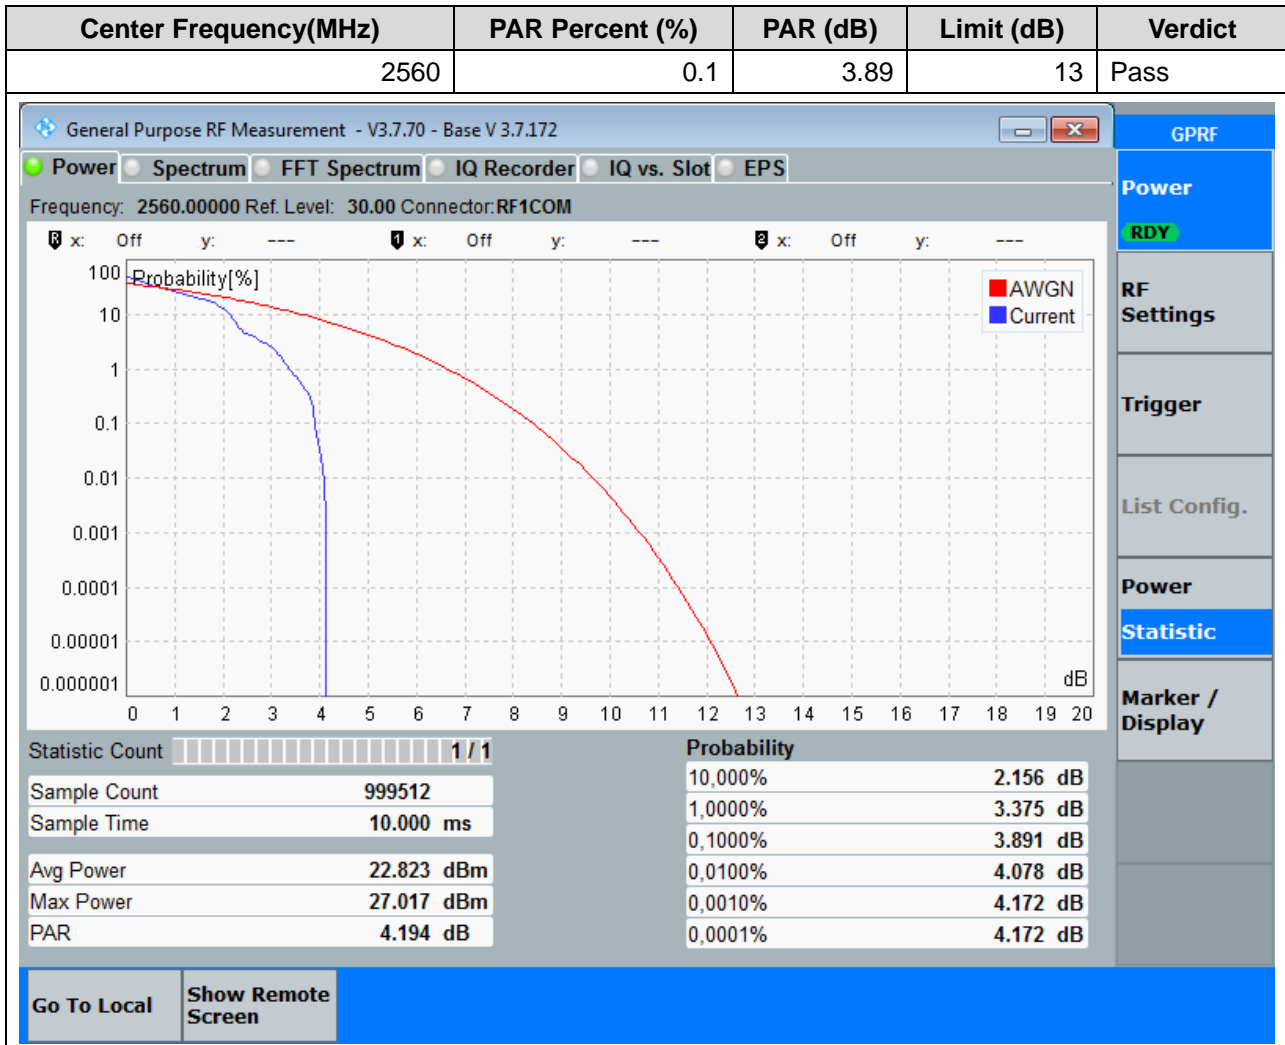 Center Frequency(MHz) PAR Percent (%) PAR (dB) Limit (dB) Verdict
2560 0.1 3.89 13 Pass
General Purpose RF Measurement - V3.7.70 - Base V 3.7.172
GPRF
Power Spectrum FFT Spectrum IQ Recorder IQ vs. Slot EPS
Frequency: 2560.00000 Ref. Level: 30.00 Connector:RF1COM
R x: Off y: --- 1 x: Off y: --- 2 x: Off y: ---
Probability[%]
AWGN
Current
100
10
1
0.1
0.01
0.001
0.0001
0.00001
0.000001
dB
0 1 2 3 4 5 6 7 8 9 10 11 12 13 14 15 16 17 18 19 20
Statistic Count 1 / 1
Sample Count 999512
Sample Time 10.000 ms
Avg Power 22.823 dBm
Max Power 27.017 dBm
PAR 4.194 dB
Probability
10,000% 2.156 dB
1,0000% 3.375 dB
0,1000% 3.891 dB
0,0100% 4.078 dB
0,0010% 4.172 dB
0,0001% 4.172 dB
Power
RDY
RF
Settings
Trigger
List Config.
Power
Statistic
Marker /
Display
Go To Local
Show Remote
Screen